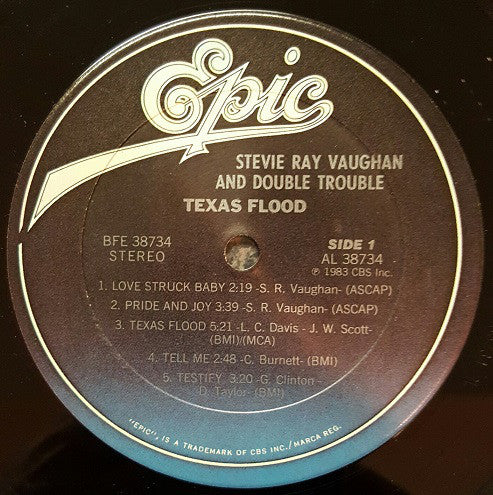 Epic
STEVIE RAY VAUGHAN
AND DOUBLE TROUBLE
TEXAS FLOOD
BFE 38734
STEREO
SIDE 1
AL 38734
℗ 1983 CBS Inc.
1. LOVE STRUCK BABY 2:19 -S. R. Vaughan- (ASCAP)
2. PRIDE AND JOY 3:39 -S. R. Vaughan- (ASCAP)
3. TEXAS FLOOD 5:21 -L. C. Davis - J. W. Scott-
(BMI)/(MCA)
4. TELL ME 2:48 -C. Burnett- (BMI)
5. TESTIFY 3:20 -G. Clinton -
D. Taylor- (BMI)
"EPIC", IS A TRADEMARK OF CBS INC./MARCA REG.